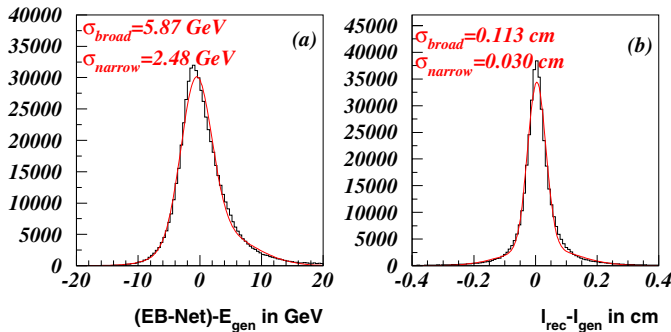 40000
35000
30000
25000
20000
15000
10000
5000
0
σbroad=5.87 GeV
σnarrow=2.48 GeV
(a)
-20 -10 0 10 20
(EB-Net)-Egen in GeV
45000
40000
35000
30000
25000
20000
15000
10000
5000
0
σbroad=0.113 cm
σnarrow=0.030 cm
(b)
-0.4 -0.2 0 0.2 0.4
lrec-lgen in cm